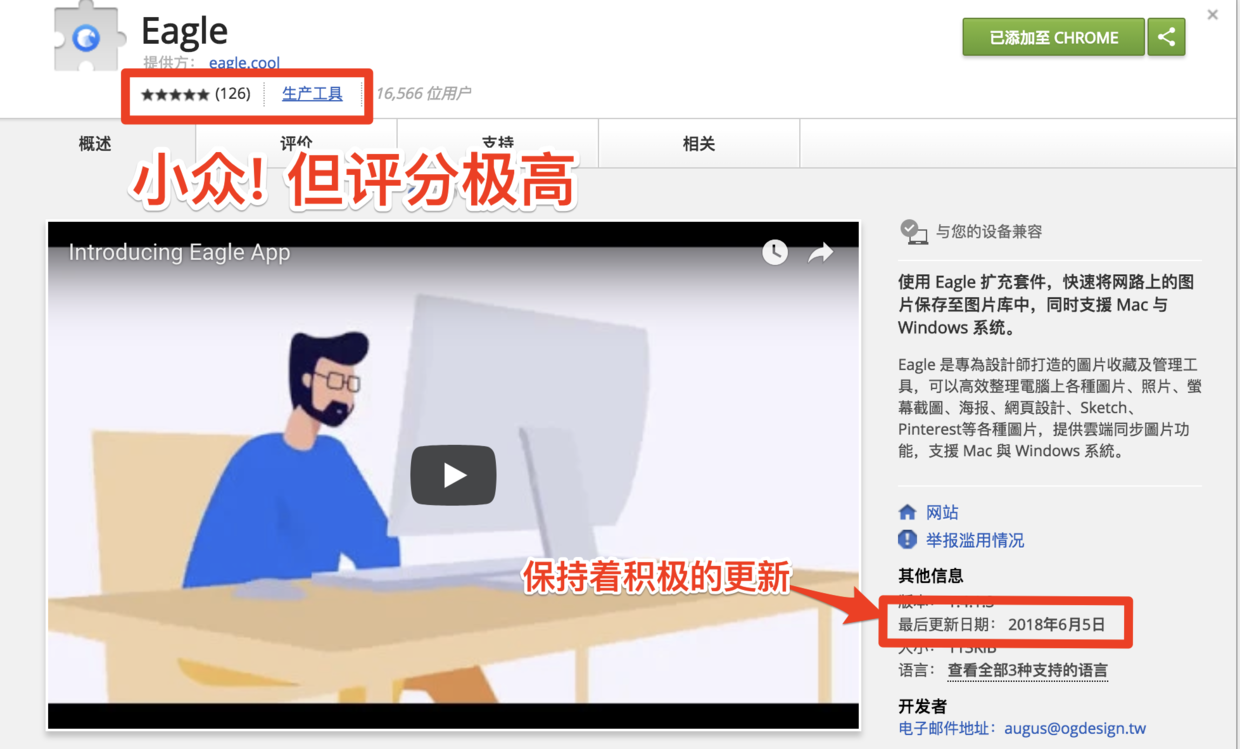 Eagle
提供方： eagle.cool
已添加至 CHROME
★★★★★ (126) 生产工具 16,566 位用户
概述 评价 支持 相关
小众! 但评分极高
Introducing Eagle App
与您的设备兼容
使用 Eagle 扩充套件，快速将网路上的图
片保存至图片库中，同时支援 Mac 与
Windows 系统。
Eagle 是專為設計師打造的圖片收藏及管理工
具，可以高效整理電腦上各種圖片、照片、螢
幕截圖、海报、網頁設計、Sketch、
Pinterest等各種圖片，提供雲端同步圖片功
能，支援 Mac 與 Windows 系統。
网站
举报滥用情况
其他信息
保持着积极的更新
最后更新日期： 2018年6月5日
语言： 查看全部3种支持的语言
开发者
电子邮件地址： augus@ogdesign.tw